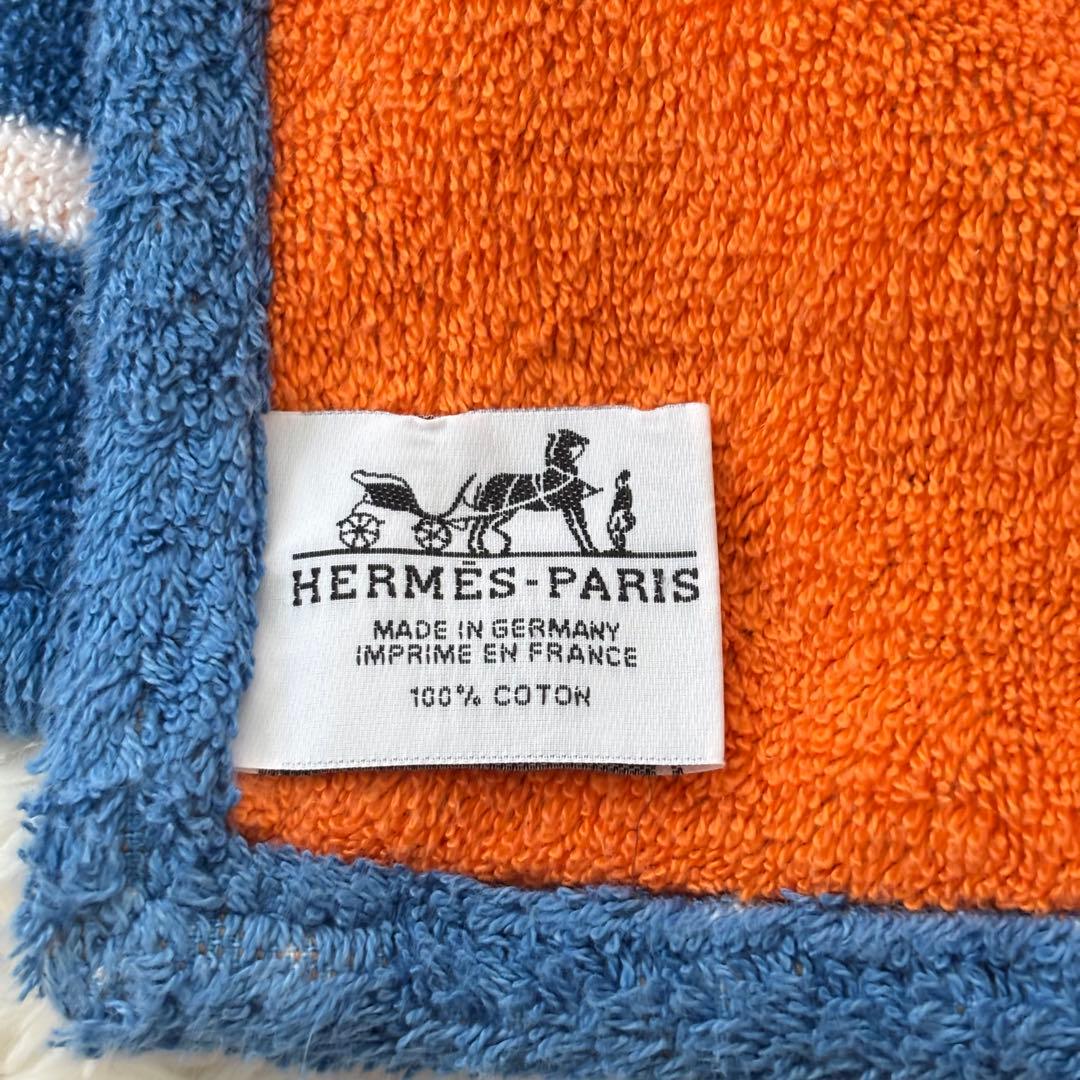 HERMÈS-PARIS
MADE IN GERMANY
IMPRIME EN FRANCE
100% COTON